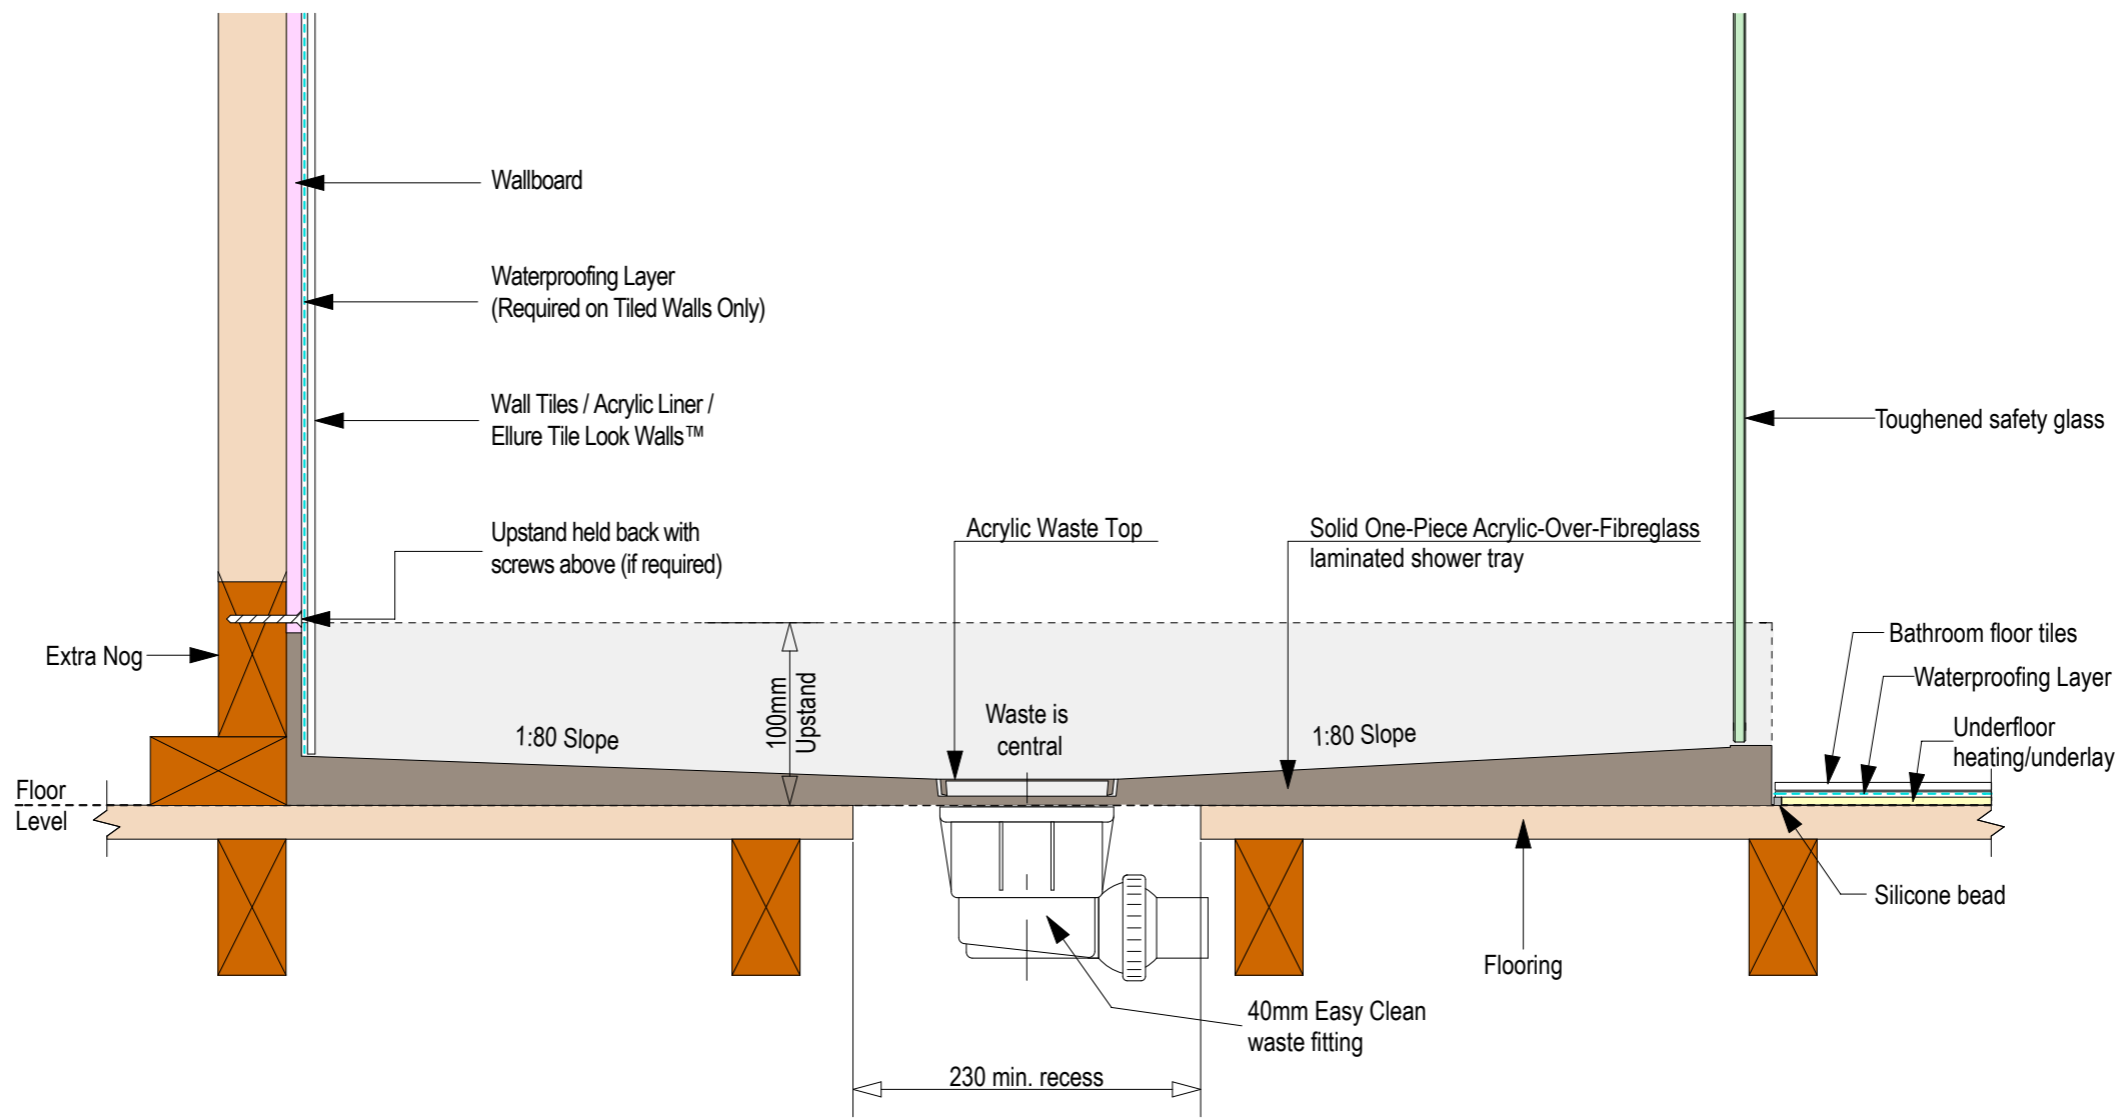 Wallboard
Waterproofing Layer
(Required on Tiled Walls Only)
Wall Tiles / Acrylic Liner /
Ellure Tile Look Walls™
Toughened safety glass
Upstand held back with
screws above (if required)
Acrylic Waste Top
Solid One-Piece Acrylic-Over-Fibreglass
laminated shower tray
Extra Nog
Bathroom floor tiles
Waterproofing Layer
Underfloor
heating/underlay
1:80 Slope
100mm
Upstand
Waste is
central
1:80 Slope
Floor
Level
Silicone bead
Flooring
40mm Easy Clean
waste fitting
230 min. recess